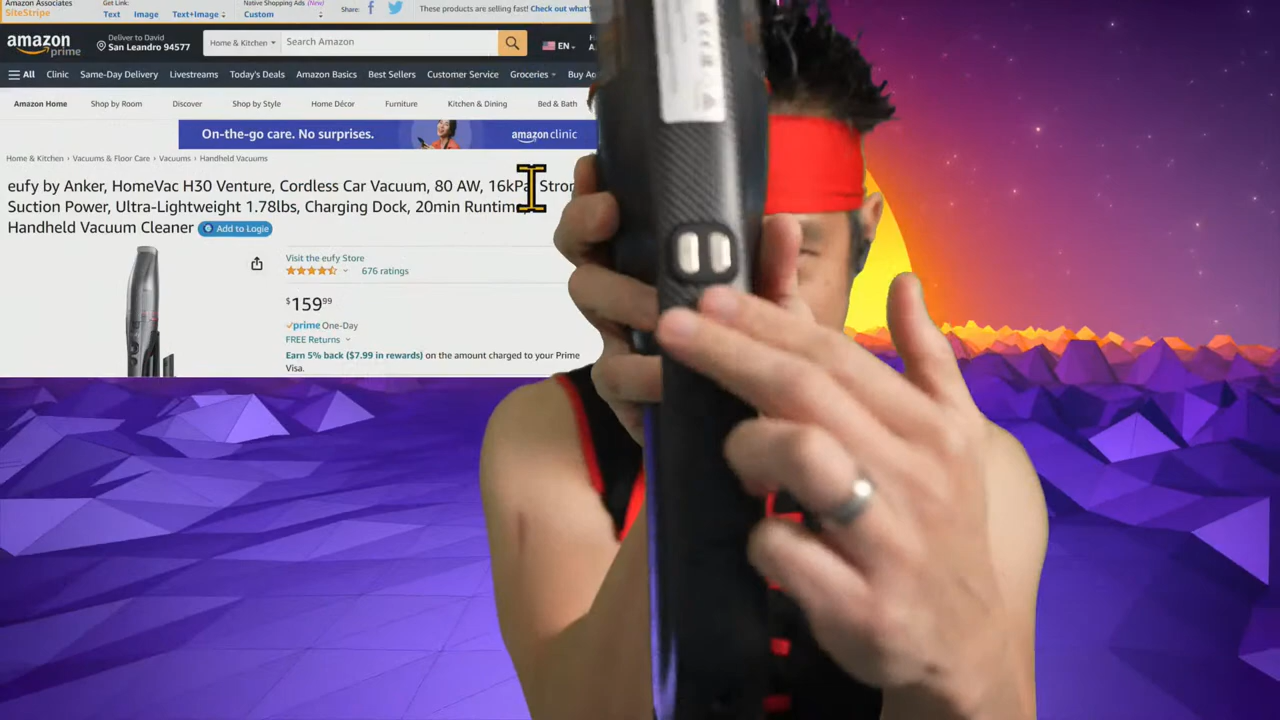 Amazon Associates
SiteStripe
Get Link:
Text Image Text+Image
Native Shopping Ads (New)
Custom
Share:
These products are selling fast! Check out what's
amazon prime
Deliver to David
San Leandro 94577
Home & Kitchen
Search Amazon
EN
All Clinic Same-Day Delivery Livestreams Today's Deals Amazon Basics Best Sellers Customer Service Groceries Buy
Amazon Home Shop by Room Discover Shop by Style Home Décor Furniture Kitchen & Dining Bed & Bath
On-the-go care. No surprises.
amazon clinic
Home & Kitchen › Vacuums & Floor Care › Vacuums › Handheld Vacuums
eufy by Anker, HomeVac H30 Venture, Cordless Car Vacuum, 80 AW, 16kPa
Suction Power, Ultra-Lightweight 1.78lbs, Charging Dock, 20min Runtime,
Handheld Vacuum Cleaner
Add to Logie
Visit the eufy Store
676 ratings
$159.99
prime One-Day
FREE Returns
Earn 5% back ($7.99 in rewards) on the amount charged to your Prime
Visa.